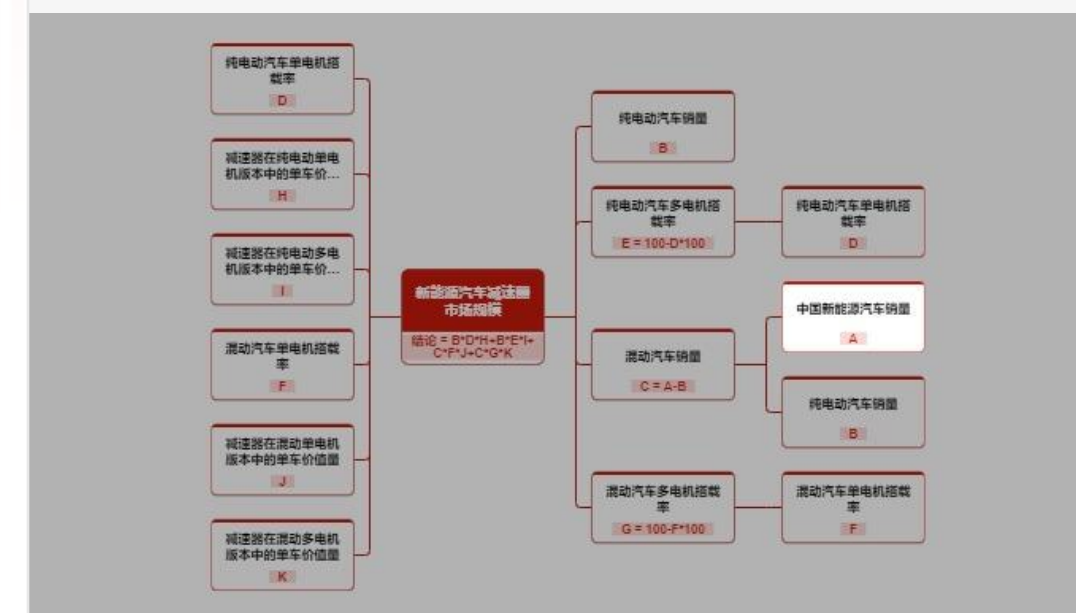 纯电动汽车单电机搭
载率
D
减速器在纯电动单电
机版本中的单车价...
H
减速器在纯电动多电
机版本中的单车价...
I
混动汽车单电机搭载
率
F
减速器在混动单电机
版本中的单车价值量
J
减速器在混动多电机
版本中的单车价值量
K
新能源汽车减速器
市场规模
结论 = B*D*H+B*E*I+
C*F*J+C*G*K
纯电动汽车销量
B
纯电动汽车多电机搭
载率
E = 100-D*100
混动汽车销量
C = A-B
混动汽车多电机搭载
率
G = 100-F*100
纯电动汽车单电机搭
载率
D
中国新能源汽车销量
A
纯电动汽车销量
B
混动汽车单电机搭载
率
F